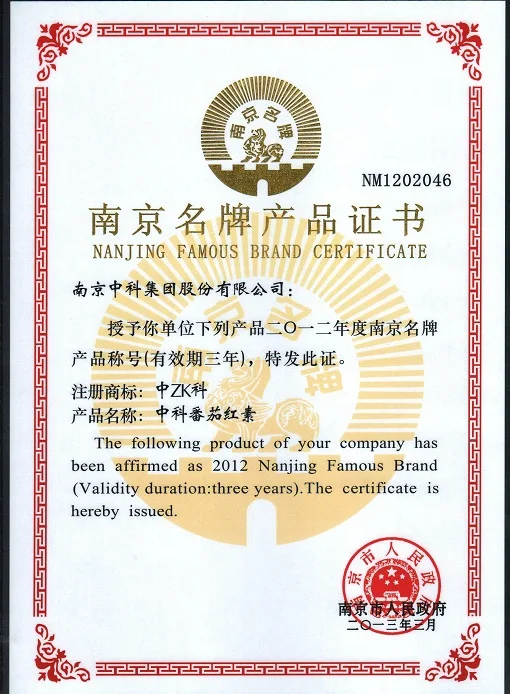 南京名牌
NM1202046
南京名牌产品证书
NANJING FAMOUS BRAND CERTIFICATE
南京中科集团股份有限公司：
授予你单位下列产品二〇一二年度南京名牌
产品称号(有效期三年)，特发此证。
注册商标：中ZK科
产品名称：中科番茄红素
The following product of your company has
been affirmed as 2012 Nanjing Famous Brand
(Validity duration:three years).The certificate is
hereby issued.
南京市人民政府
南京市人民政府
二〇一三年三月